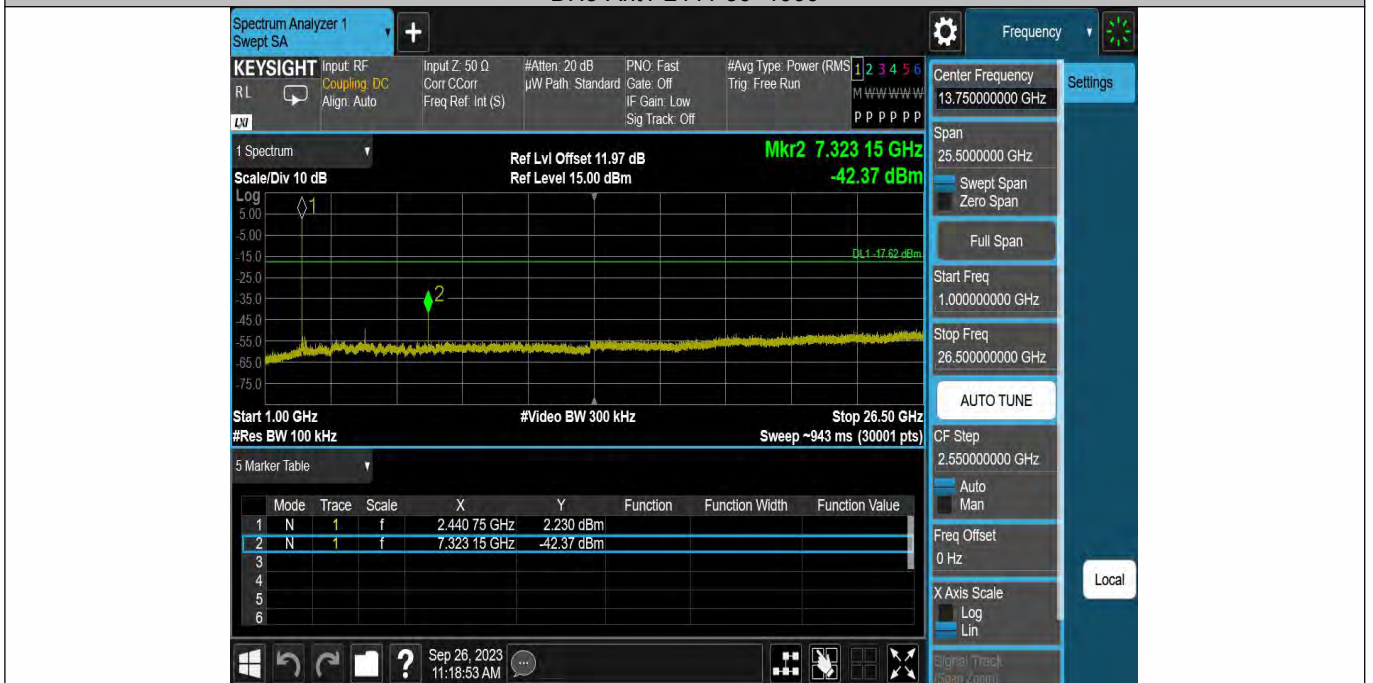 Spectrum Analyzer 1
Swept SA
+
Frequency
KEYSIGHT
RL
LXI
Input: RF
Coupling: DC
Align: Auto
Input Z: 50 Ω
Corr CCorr
Freq Ref: Int (S)
#Atten: 20 dB
µW Path: Standard
PNO: Fast
Gate: Off
IF Gain: Low
Sig Track: Off
#Avg Type: Power (RMS
Trig: Free Run
1 2 3 4 5 6
M W W W W W
P P P P P P
1 Spectrum
Scale/Div 10 dB
Ref Lvl Offset 11.97 dB
Ref Level 15.00 dBm
Mkr2 7.323 15 GHz
-42.37 dBm
Log
5.00
-5.00
-15.0
-25.0
-35.0
-45.0
-55.0
-65.0
-75.0
1
2
DL1 -17.62 dBm
Start 1.00 GHz
#Res BW 100 kHz
#Video BW 300 kHz
Stop 26.50 GHz
Sweep ~943 ms (30001 pts)
5 Marker Table
Mode Trace Scale X Y Function Function Width Function Value
1 N 1 f 2.440 75 GHz 2.230 dBm
2 N 1 f 7.323 15 GHz -42.37 dBm
3
4
5
6
?
Sep 26, 2023
11:18:53 AM
Center Frequency
13.750000000 GHz
Settings
Span
25.5000000 GHz
Swept Span
Zero Span
Full Span
Start Freq
1.000000000 GHz
Stop Freq
26.500000000 GHz
AUTO TUNE
CF Step
2.550000000 GHz
Auto
Man
Freq Offset
0 Hz
X Axis Scale
Log
Lin
Local
Signal Track
(Span Zoom)